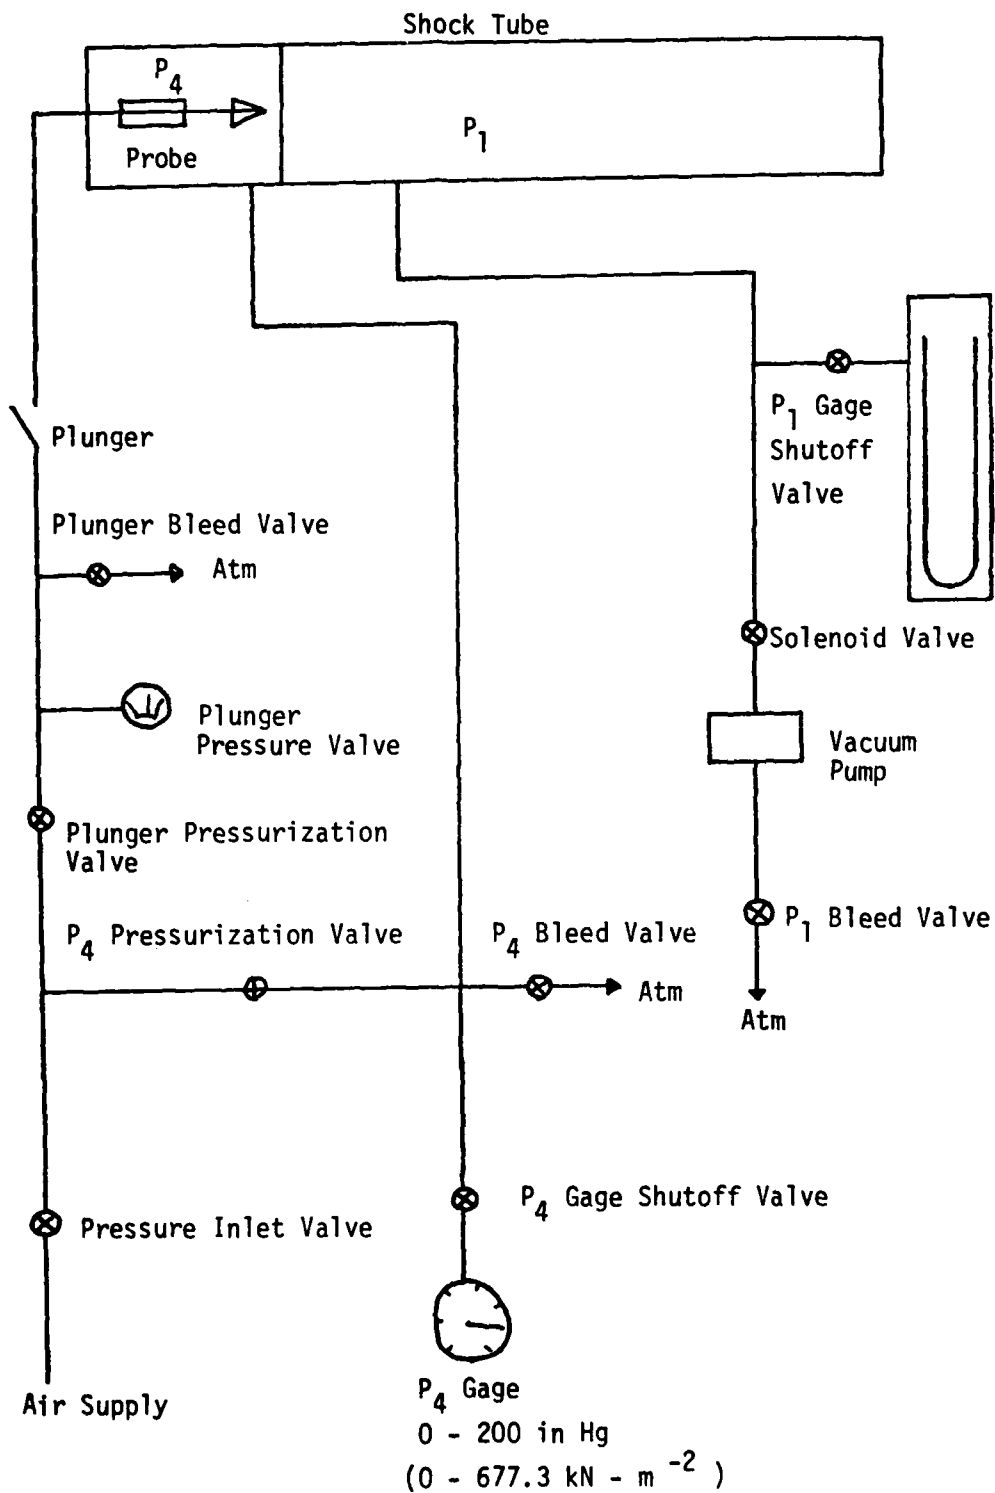 Shock Tube
P4
Probe
P1
P1 Gage
Shutoff
Valve
Plunger
Plunger Bleed Valve
Atm
Solenoid Valve
Plunger
Pressure Valve
Vacuum
Pump
Plunger Pressurization
Valve
P4 Pressurization Valve
P4 Bleed Valve
Atm
P1 Bleed Valve
Atm
P4 Gage Shutoff Valve
Pressure Inlet Valve
Air Supply
P4 Gage
0 - 200 in Hg
(0 - 677.3 kN - m -2 )